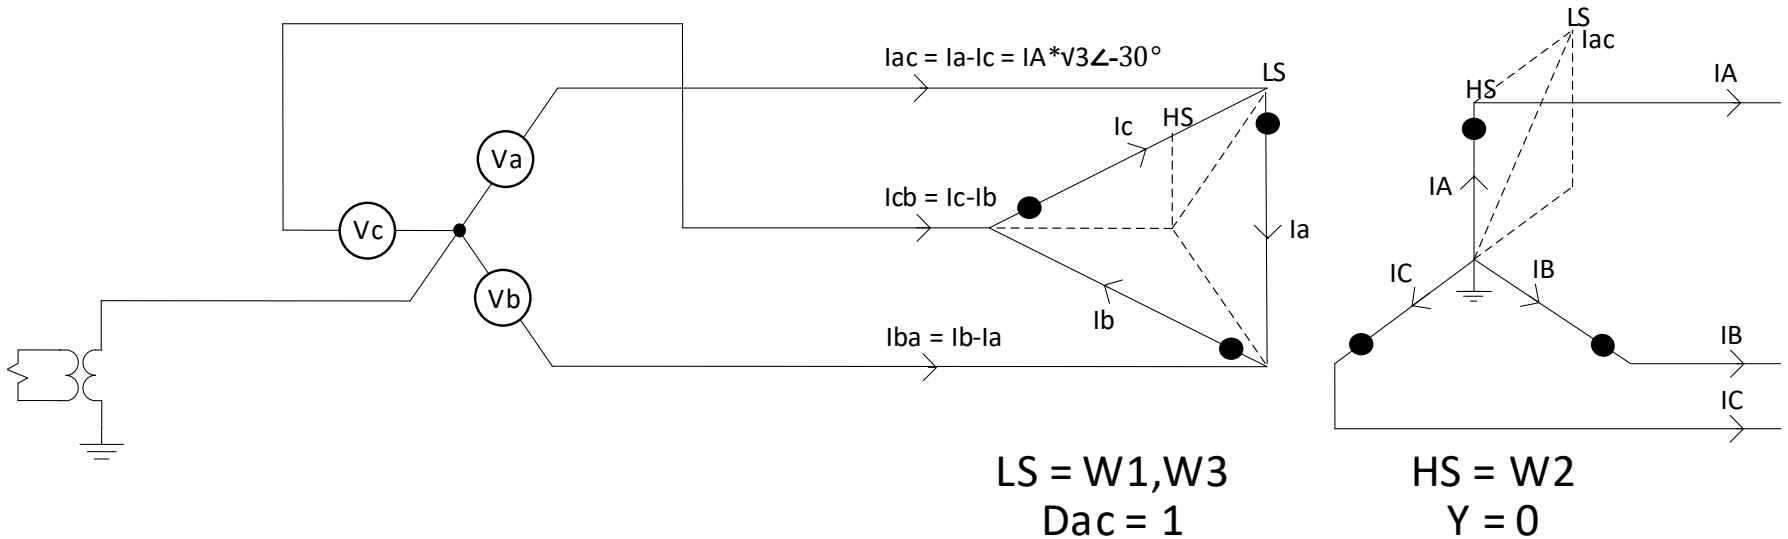 LS
Iac
Iac = Ia-Ic = IA*√3∠-30°
LS
IA
HS
HS
Ic
Va
IA
Icb = Ic-Ib
Vc
Ia
IC
IB
Vb
Ib
Iba = Ib-Ia
IB
IC
LS = W1,W3
HS = W2
Dac = 1
Y = 0